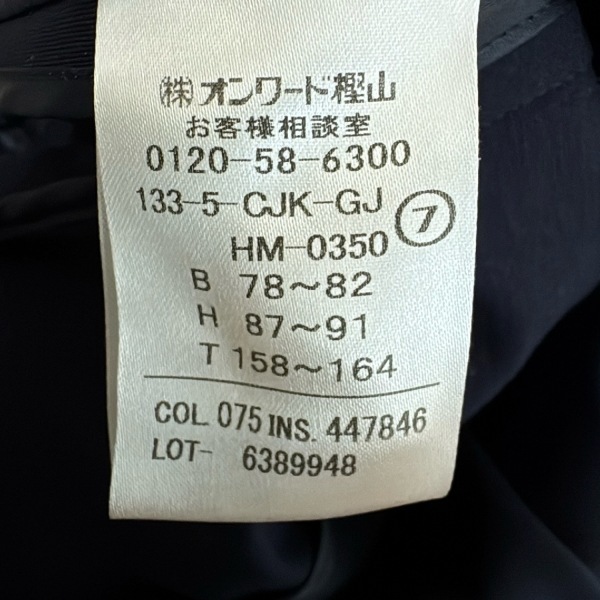 (株)オンワード樫山
お客様相談室
0120-58-6300
133-5-CJK-GJ
⑦
HM-0350
B 78〜82
H 87〜91
T 158〜164
COL 075 INS. 447846
LOT- 6389948